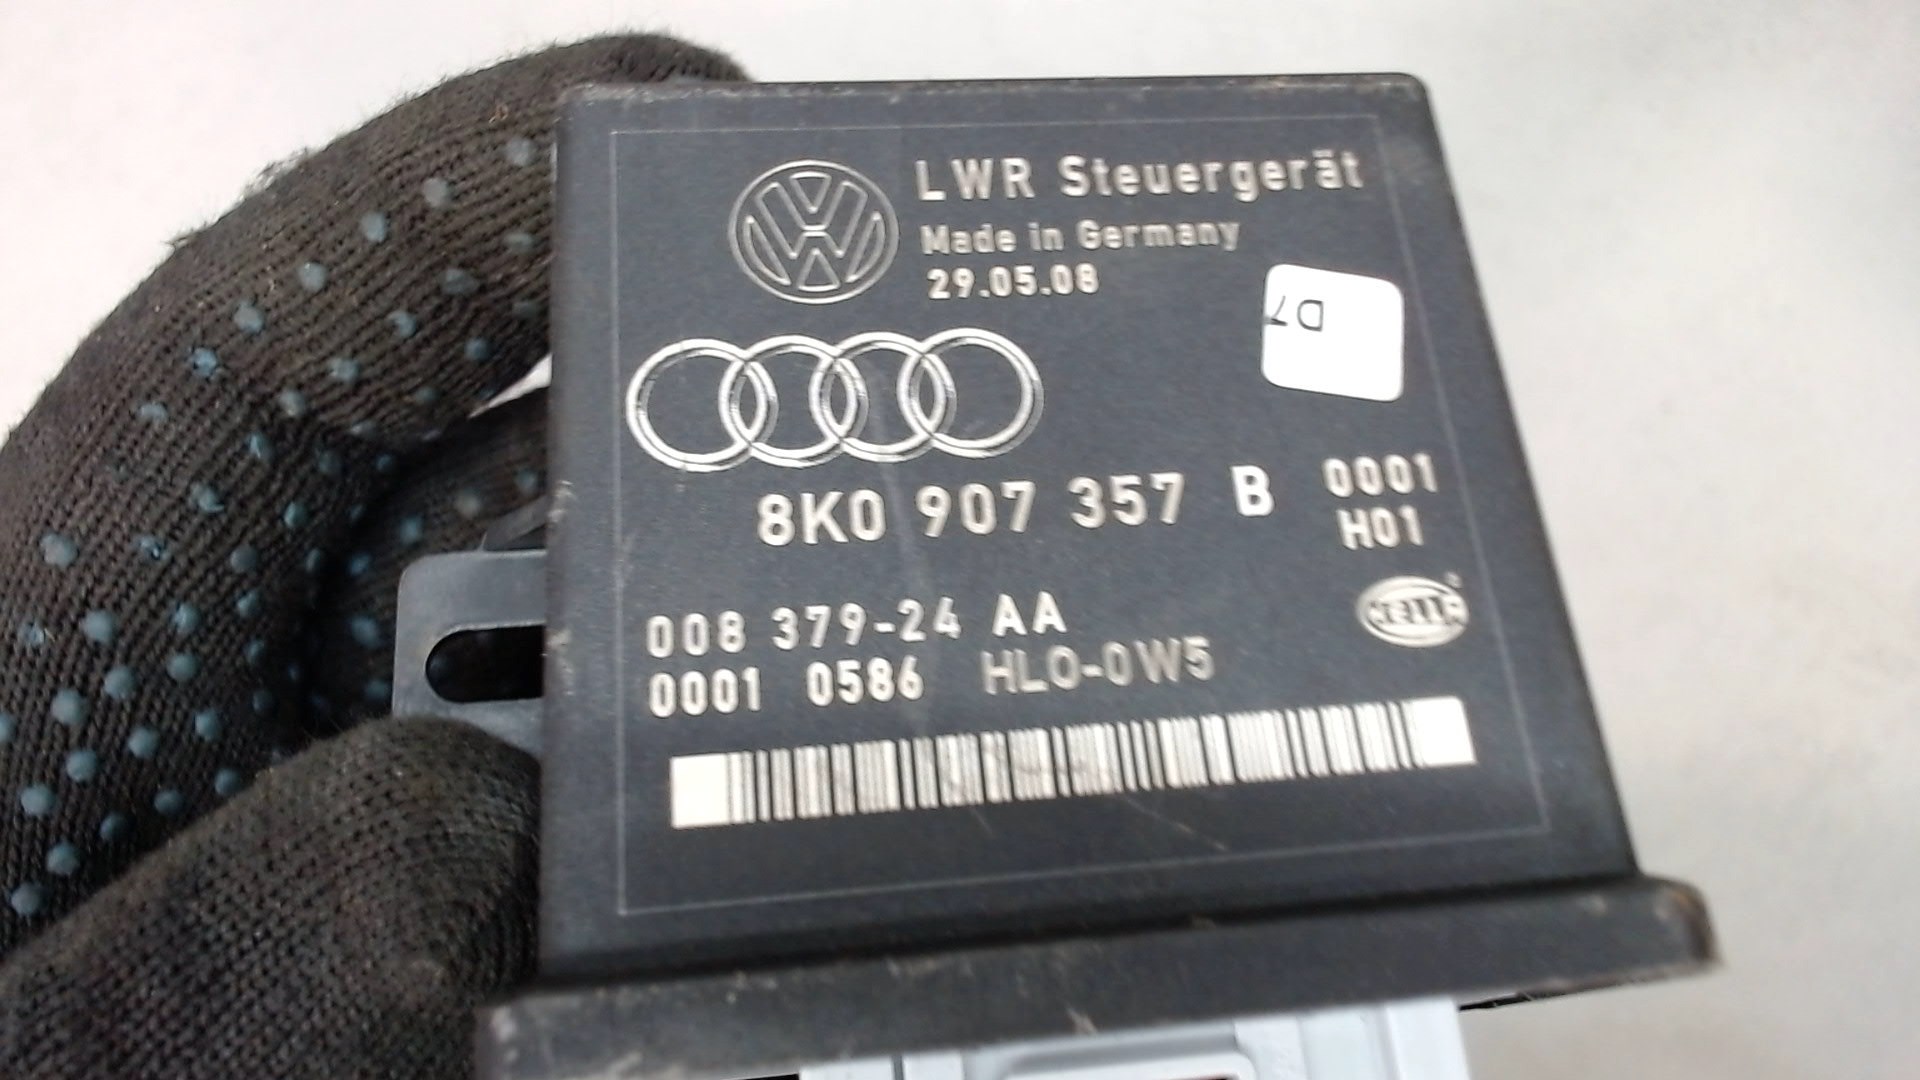 LWR Steuergerät
Made in Germany
29.05.08
D7
8K0 907 357 B 0001
H01
008 379-24 AA
HELLA
0001 0586 HLO-0W5